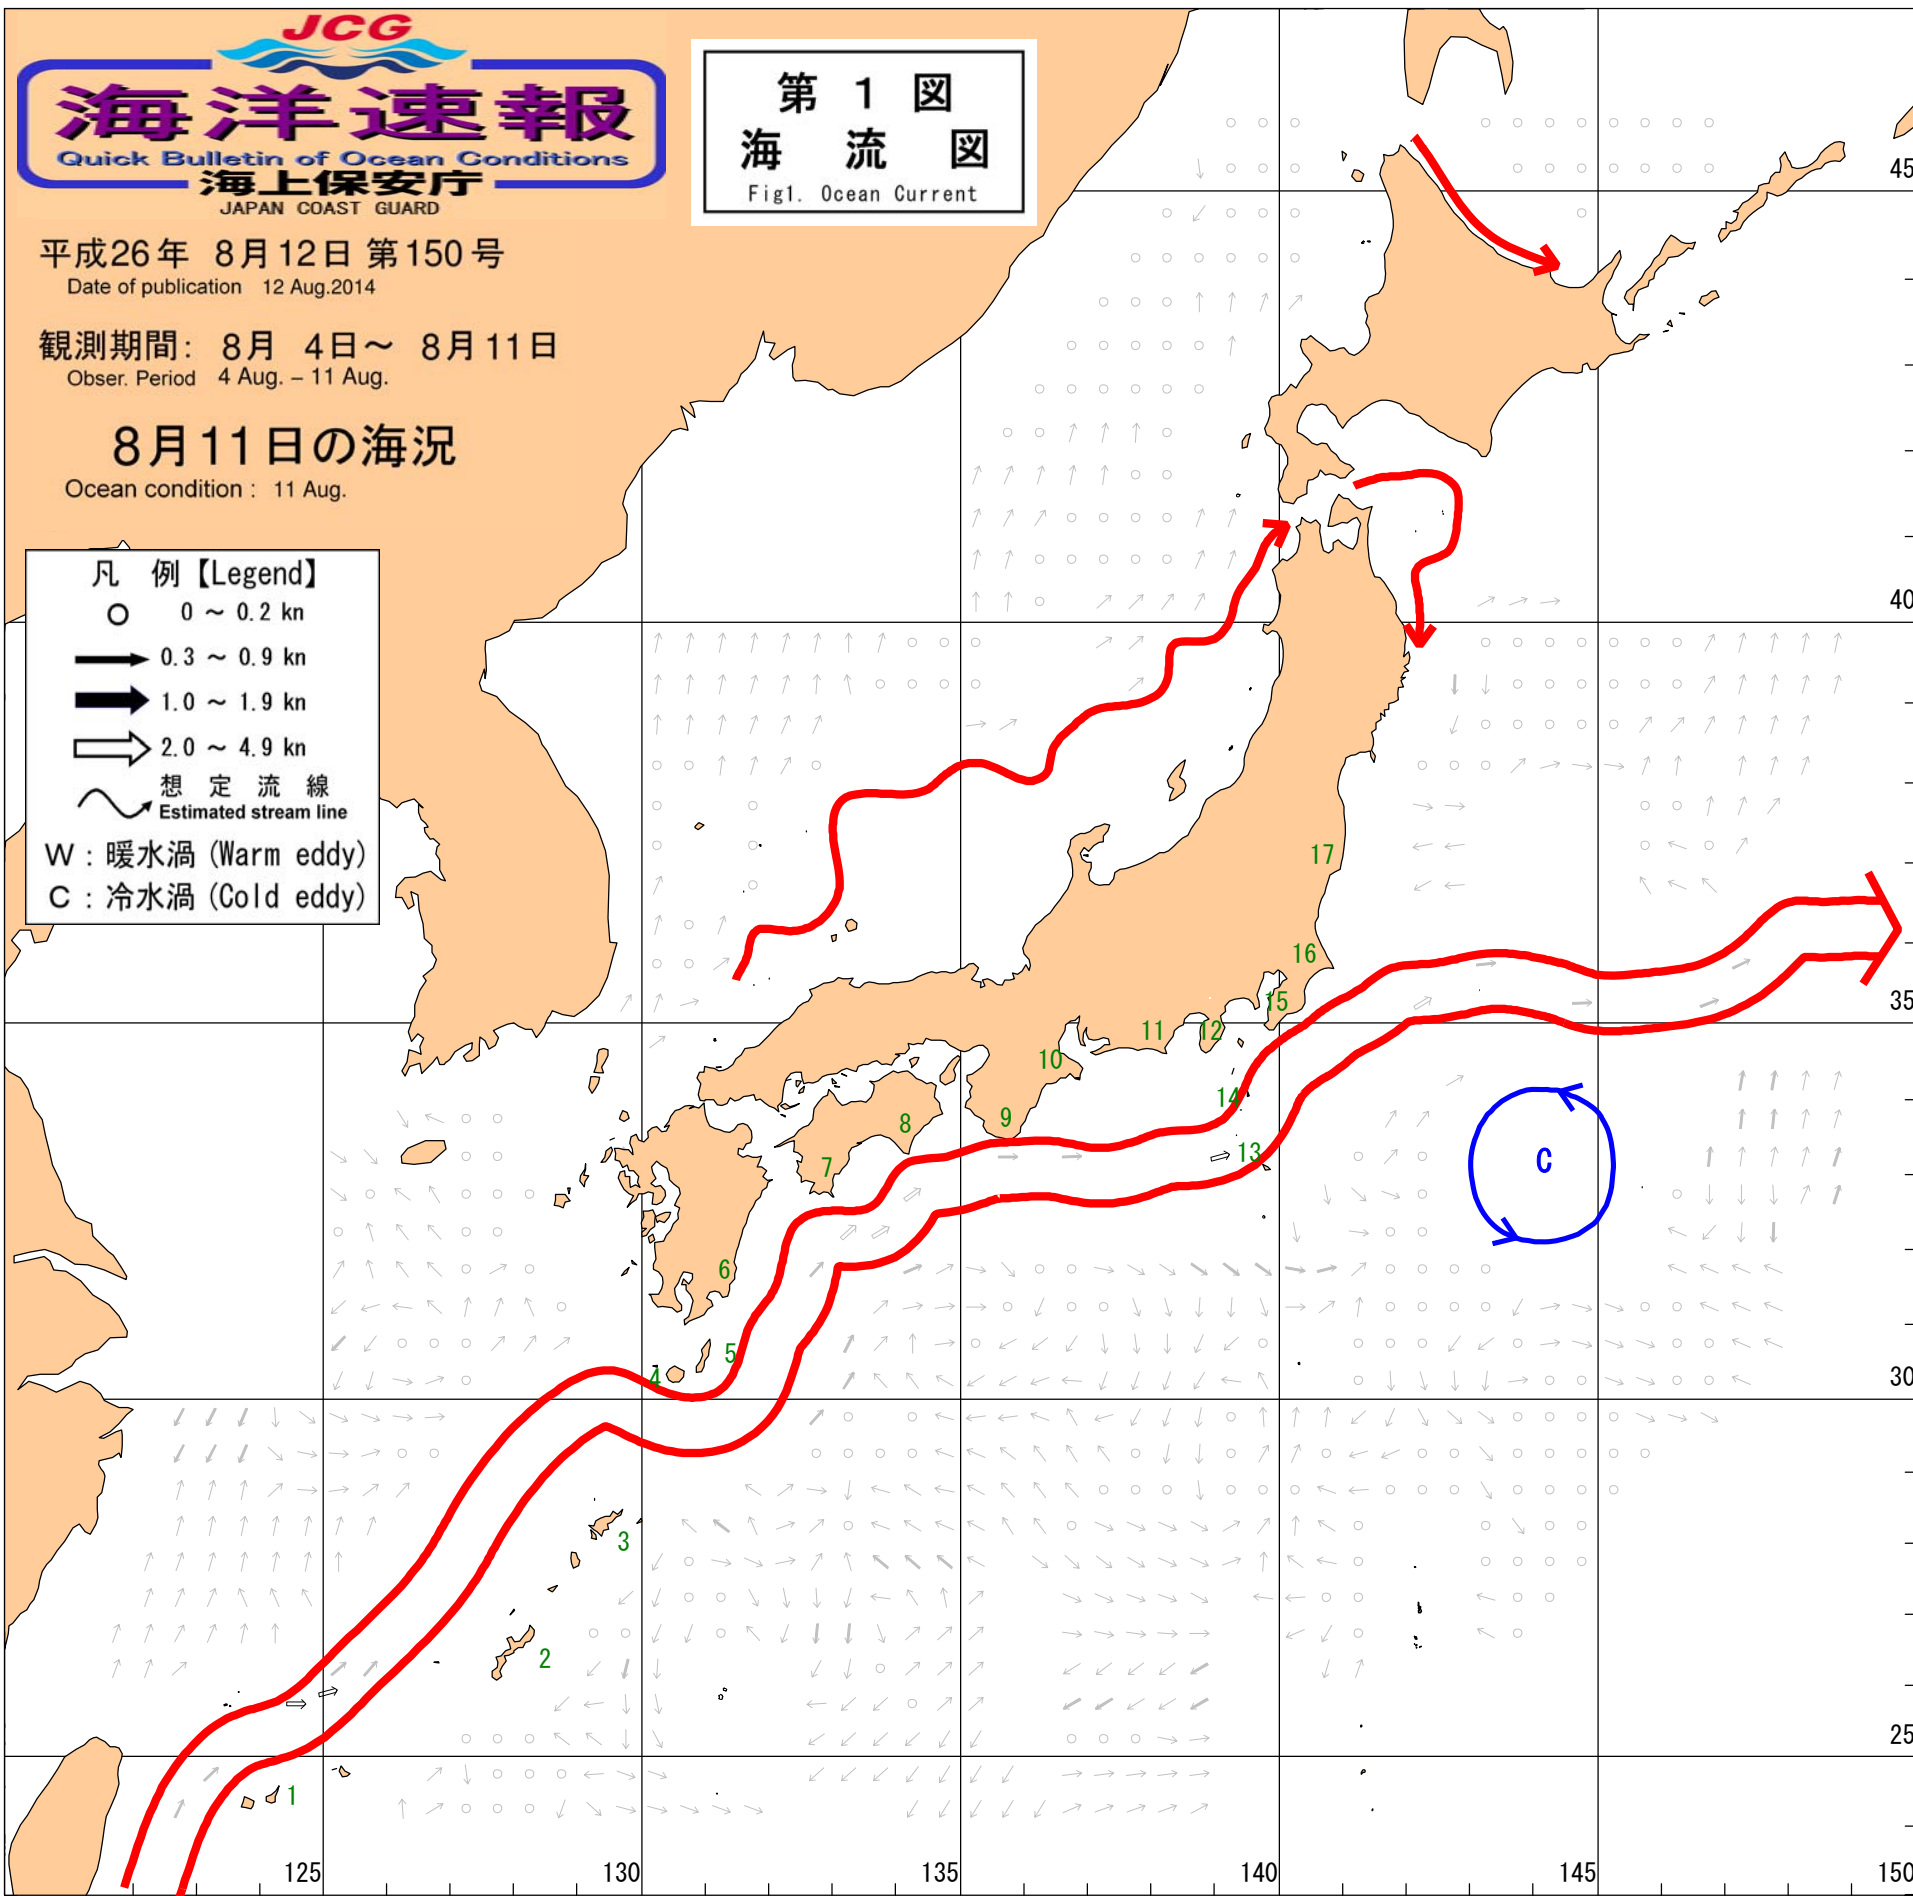 JCG
海洋速報
Quick Bulletin of Ocean Conditions
海上保安庁
JAPAN COAST GUARD
平成26年 8月12日 第150号
Date of publication 12 Aug.2014
観測期間: 8月 4日～ 8月11日
Obser. Period 4 Aug. – 11 Aug.
8月11日の海況
Ocean condition : 11 Aug.
第 1 図
海 流 図
Fig1. Ocean Current
凡 例【Legend】
0 ～ 0.2 kn
0.3 ～ 0.9 kn
1.0 ～ 1.9 kn
2.0 ～ 4.9 kn
想 定 流 線
Estimated stream line
W : 暖水渦 (Warm eddy)
C : 冷水渦 (Cold eddy)
45
40
17
16
35
15
12
11
10
14
9
8
13
7
C
6
5
4
30
3
2
25
1
125
130
135
140
145
150